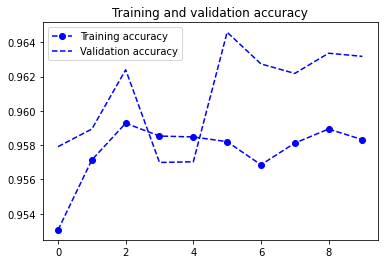 Training and validation accuracy
Training accuracy
Validation accuracy
0.964
0.962
0.960
0.958
0.956
0.954
0 2 4 6 8